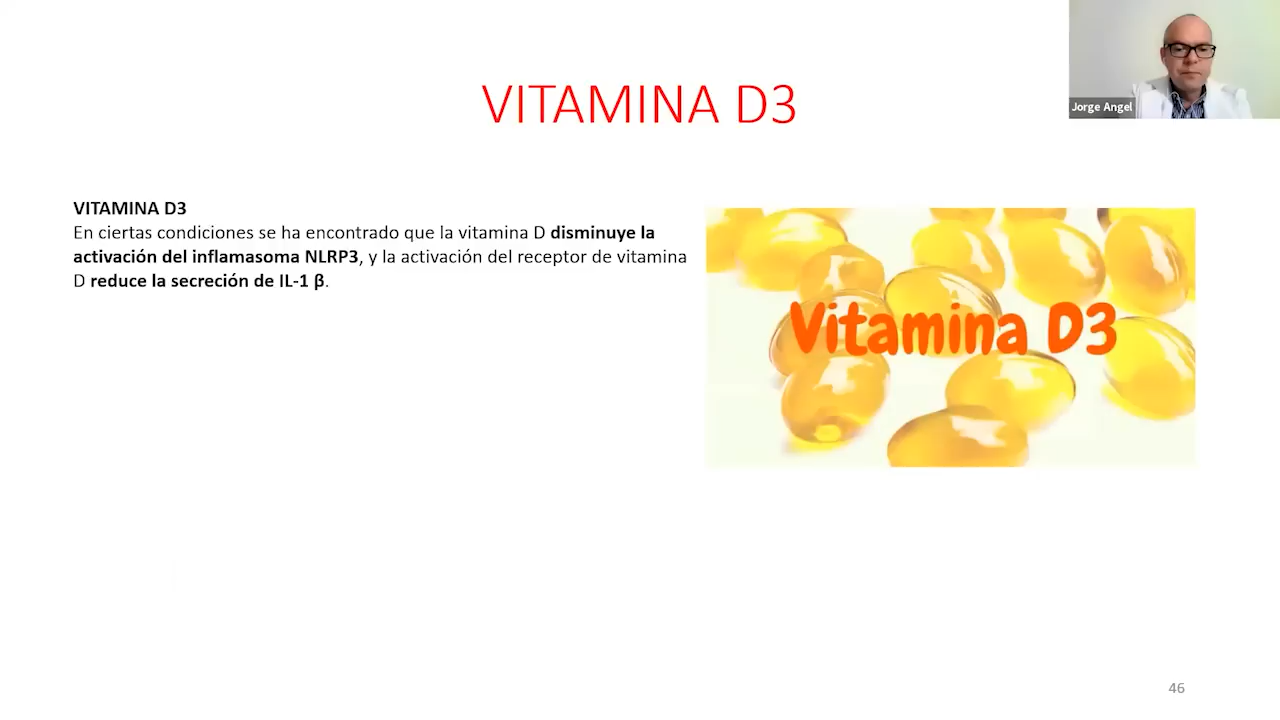 VITAMINA D3
Jorge Angel
VITAMINA D3
En ciertas condiciones se ha encontrado que la vitamina D disminuye la
activación del inflamasoma NLRP3, y la activación del receptor de vitamina
D reduce la secreción de IL-1 β.
Vitamina D3
46